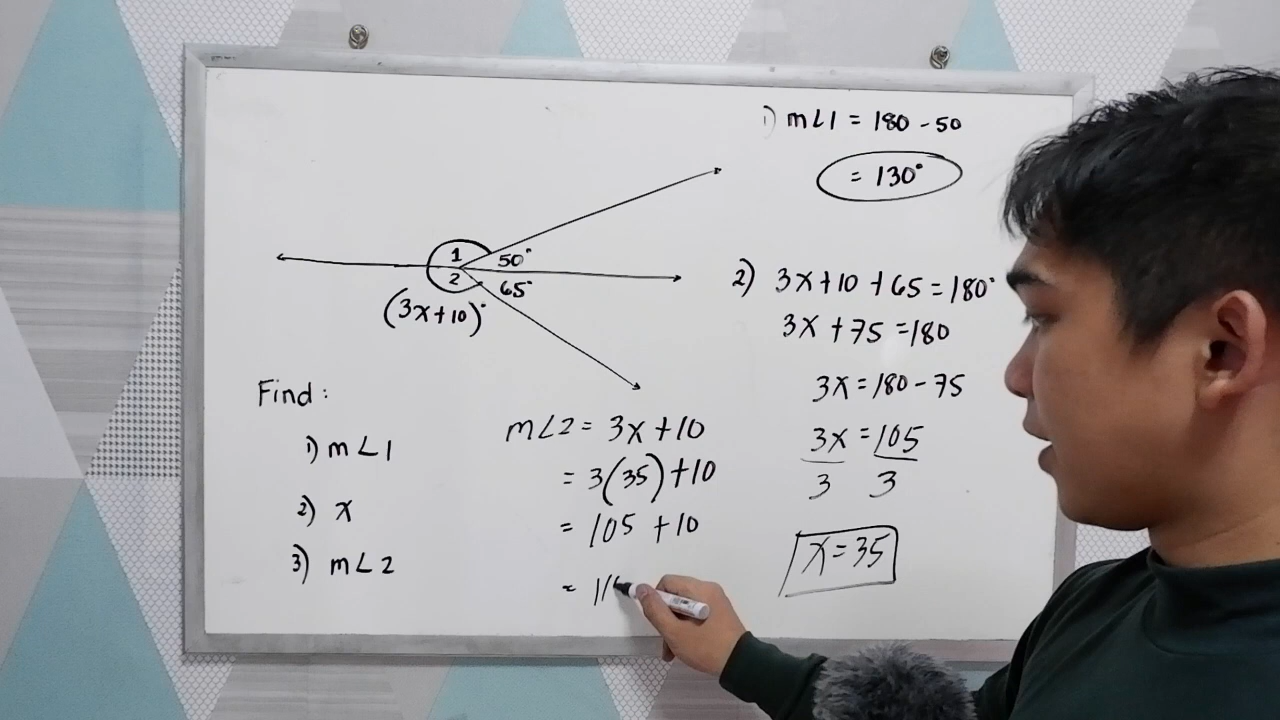 1) m∠1 = 180 - 50
= 130°
1
50°
2
65°
(3x+10)°
2) 3x+10 +65 = 180°
3x +75 =180
3x = 180 - 75
3x = 105
3 3
x = 35
Find :
1) m∠1
2) x
3) m∠2
m∠2 = 3x +10
= 3(35) +10
= 105 +10
= 11